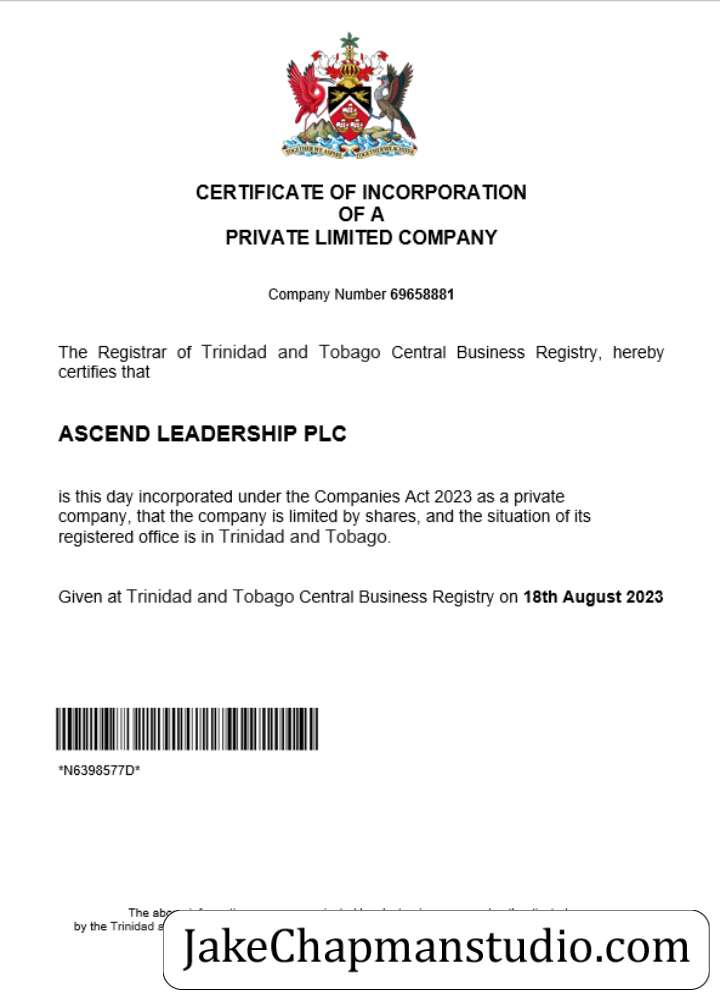 TOGETHER WE ASPIRE TOGETHER WE ACHIEVE
CERTIFICATE OF INCORPORATION
OF A
PRIVATE LIMITED COMPANY
Company Number 69658881
The Registrar of Trinidad and Tobago Central Business Registry, hereby
certifies that
ASCEND LEADERSHIP PLC
is this day incorporated under the Companies Act 2023 as a private
company, that the company is limited by shares, and the situation of its
registered office is in Trinidad and Tobago.
Given at Trinidad and Tobago Central Business Registry on 18th August 2023
*N6398577D*
The
by the Trinidad
JakeChapmanstudio.com